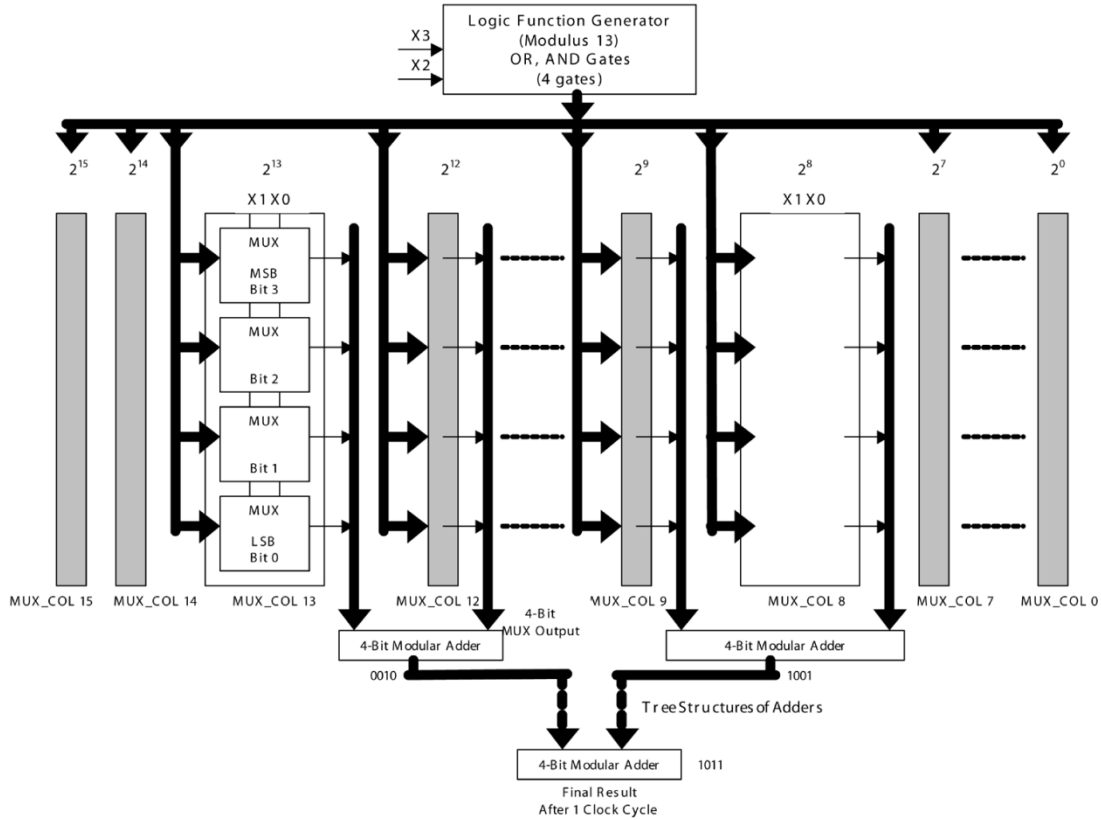 Logic Function Generator
(Modulus 13)
OR, AND Gates
(4 gates)
X3
X2
2^15
2^14
2^13
2^12
2^9
2^8
2^7
2^0
X1X0
X1X0
MUX
MSB
Bit 3
MUX
Bit 2
MUX
Bit 1
MUX
LSB
Bit 0
MUX_COL 15
MUX_COL 14
MUX_COL 13
MUX_COL 12
MUX_COL 9
MUX_COL 8
MUX_COL 7
MUX_COL 0
4-Bit
MUX Output
4-Bit Modular Adder
4-Bit Modular Adder
0010
1001
Tree Structures of Adders
4-Bit Modular Adder
1011
Final Result
After 1 Clock Cycle